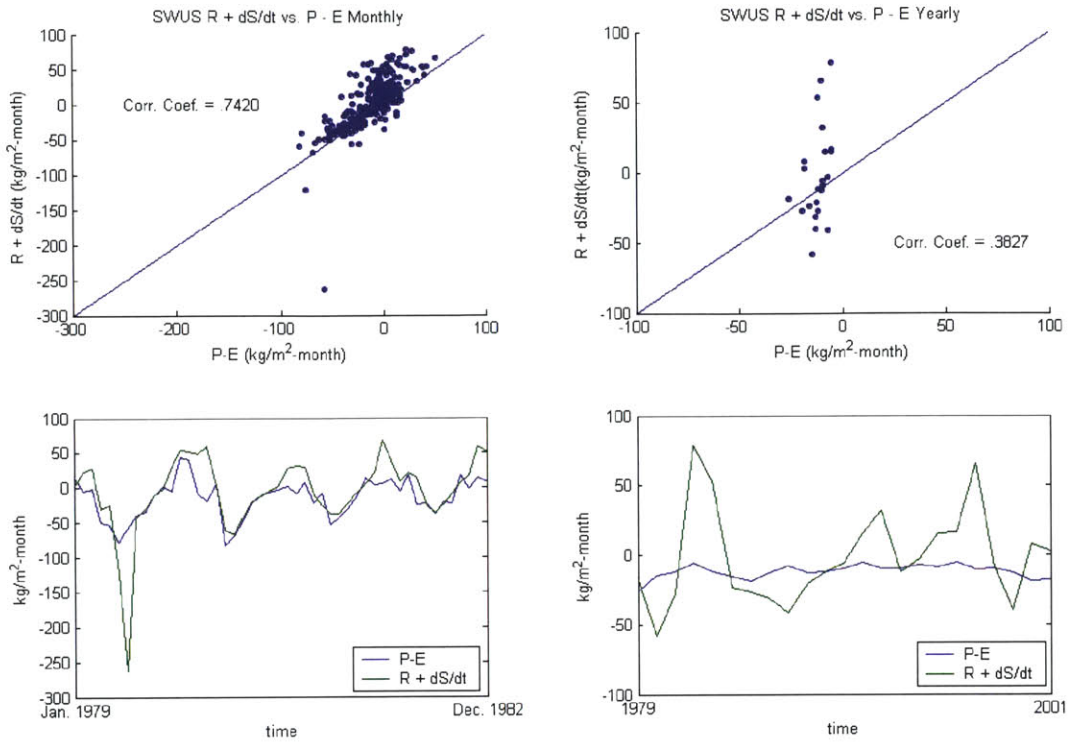 SWUS R + dS/dt vs. P - E Monthly
R + dS/dt (kg/m²-month)
100
50
0
-50
-100
-150
-200
-250
-300
Corr. Coef. = .7420
-300
-200
-100
0
100
P-E (kg/m²-month)
SWUS R + dS/dt vs. P - E Yearly
R + dS/dt(kg/m²-month)
100
50
0
-50
-100
Corr. Coef. = .3827
-100
-50
0
50
100
P-E (kg/m²-month)
kg/m²-month
100
50
0
-50
-100
-150
-200
-250
-300
P-E
R + dS/dt
Jan. 1979
Dec. 1982
time
kg/m²-month
100
50
0
-50
-100
P-E
R + dS/dt
1979
2001
time